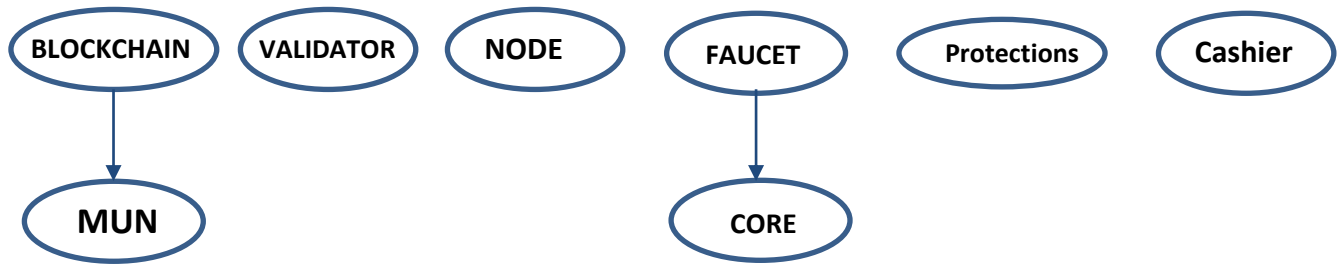 BLOCKCHAIN
VALIDATOR
NODE
FAUCET
Protections
Cashier
MUN
CORE